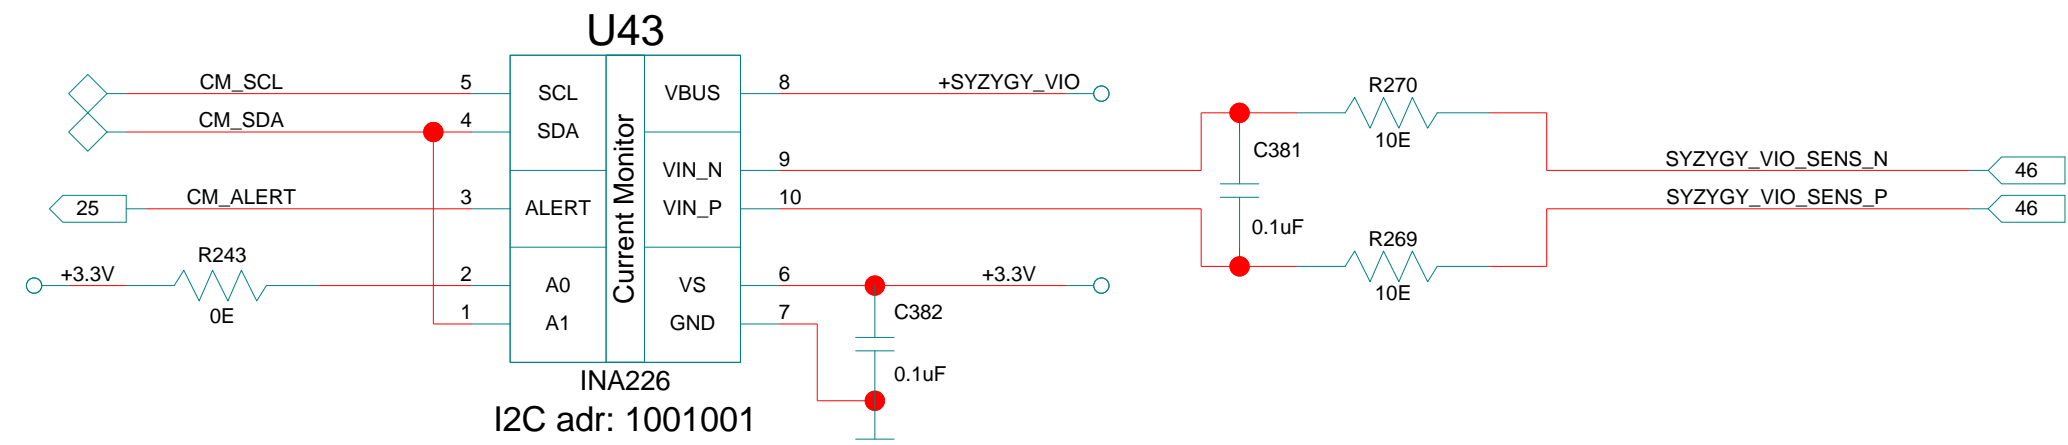 U43
CM_SCL
5
SCL
VBUS
8
+SYZYGY_VIO
CM_SDA
4
SDA
R270
10E
C381
0.1uF
VIN_N
9
SYZYGY_VIO_SENS_N
46
25
CM_ALERT
3
ALERT
Current Monitor
VIN_P
10
SYZYGY_VIO_SENS_P
46
R269
10E
+3.3V
R243
0E
2
A0
VS
6
+3.3V
1
A1
GND
7
C382
0.1uF
INA226
I2C adr: 1001001